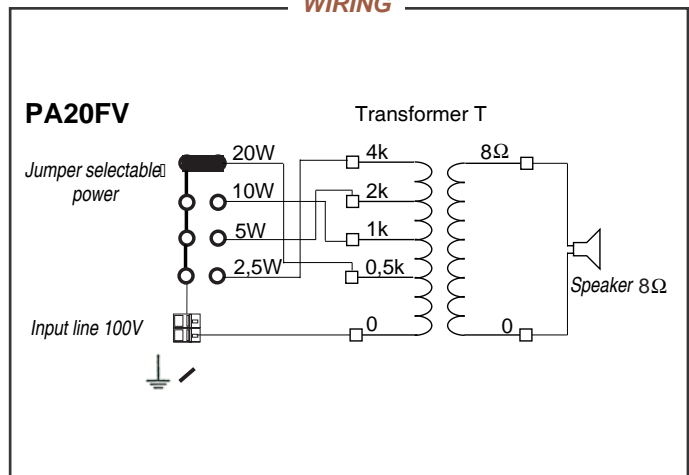 WIRING
PA20FV
Transformer T
Jumper selectable
power
20W
10W
5W
2,5W
4k
2k
1k
0,5k
0
8Ω
0
Speaker 8Ω
Input line 100V